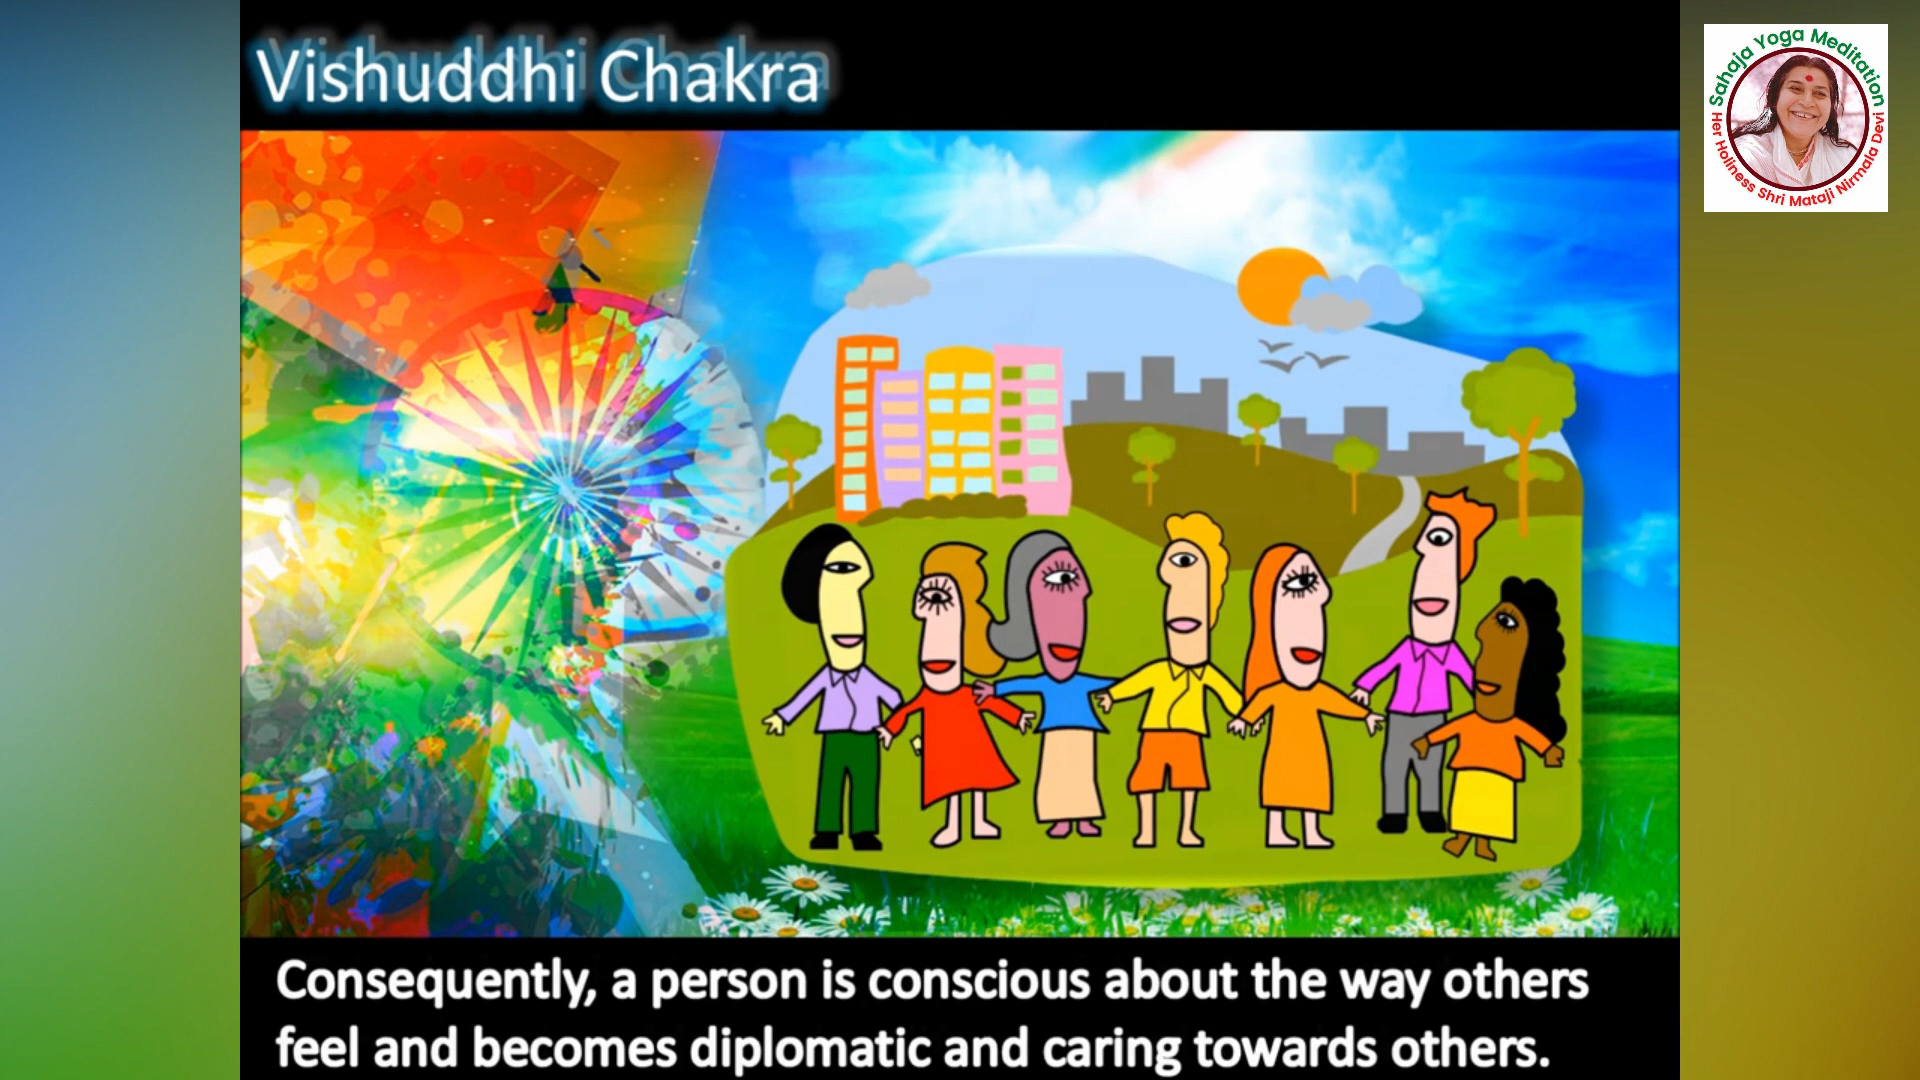 Vishuddhi Chakra
Sahaja Yoga Meditation
Her Holiness Shri Mataji Nirmala Devi
Consequently, a person is conscious about the way others
feel and becomes diplomatic and caring towards others.